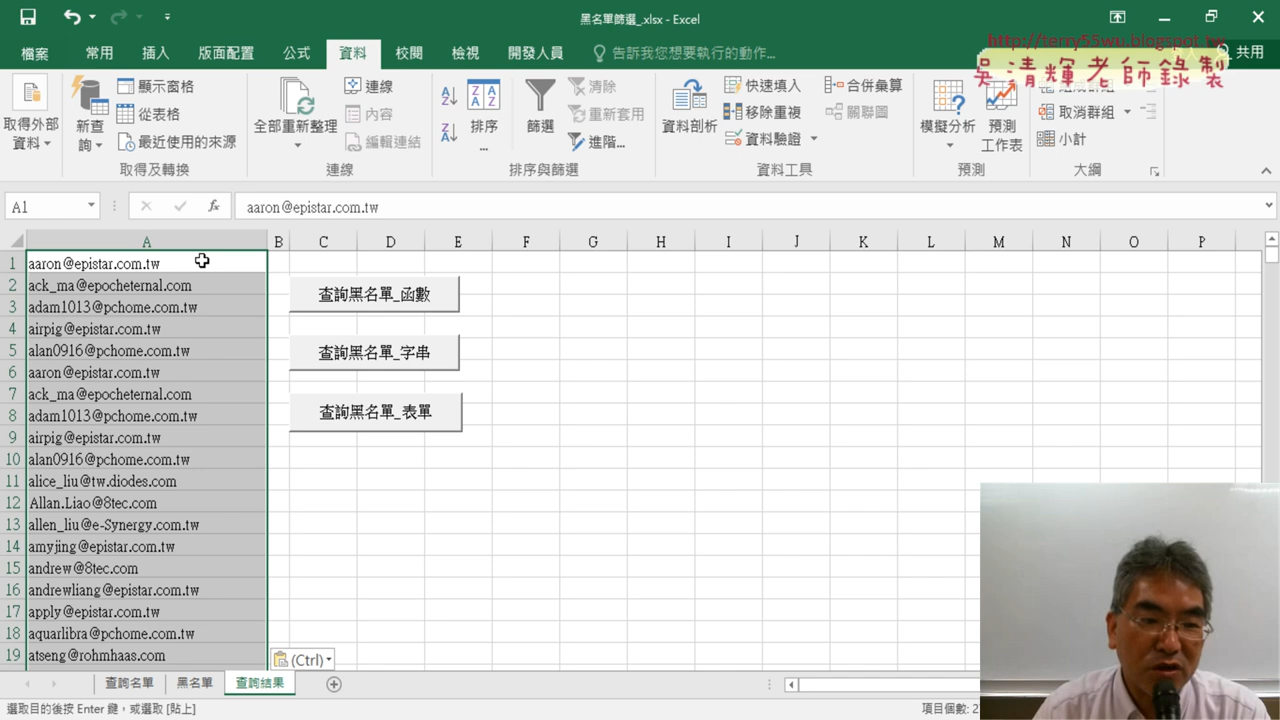 黑名單篩選_.xlsx - Excel
http://terry55wu.blogspot.tw
吳清輝老師錄製
檔案 常用 插入 版面配置 公式 資料 校閱 檢視 開發人員 告訴我您想要執行的動作... 共用
取得外部資料 新查詢 顯示窗格 從表格 最近使用的來源
全部重新整理 連線 內容 編輯連結
排序... 篩選 清除 重新套用 進階...
資料剖析 快速填入 移除重複 資料驗證 合併彙算 關聯圖
模擬分析 預測工作表 取消群組 小計
取得及轉換 連線 排序與篩選 資料工具 預測 大綱
A1 fx aaron@epistar.com.tw
A B C D E F G H I J K L M N O P
1 aaron@epistar.com.tw
2 ack_ma@epocheternal.com
3 adam1013@pchome.com.tw
4 airpig@epistar.com.tw
5 alan0916@pchome.com.tw
6 aaron@epistar.com.tw
7 ack_ma@epocheternal.com
8 adam1013@pchome.com.tw
9 airpig@epistar.com.tw
10 alan0916@pchome.com.tw
11 alice_liu@tw.diodes.com
12 Allan.Liao@8tec.com
13 allen_liu@e-Synergy.com.tw
14 amyjing@epistar.com.tw
15 andrew@8tec.com
16 andrewliang@epistar.com.tw
17 apply@epistar.com.tw
18 aquarlibra@pchome.com.tw
19 atseng@rohmhaas.com
查詢黑名單_函數
查詢黑名單_字串
查詢黑名單_表單
(Ctrl)
查詢名單 黑名單 查詢結果
選取目的後按 Enter 鍵，或選取 [貼上] 項目個數: